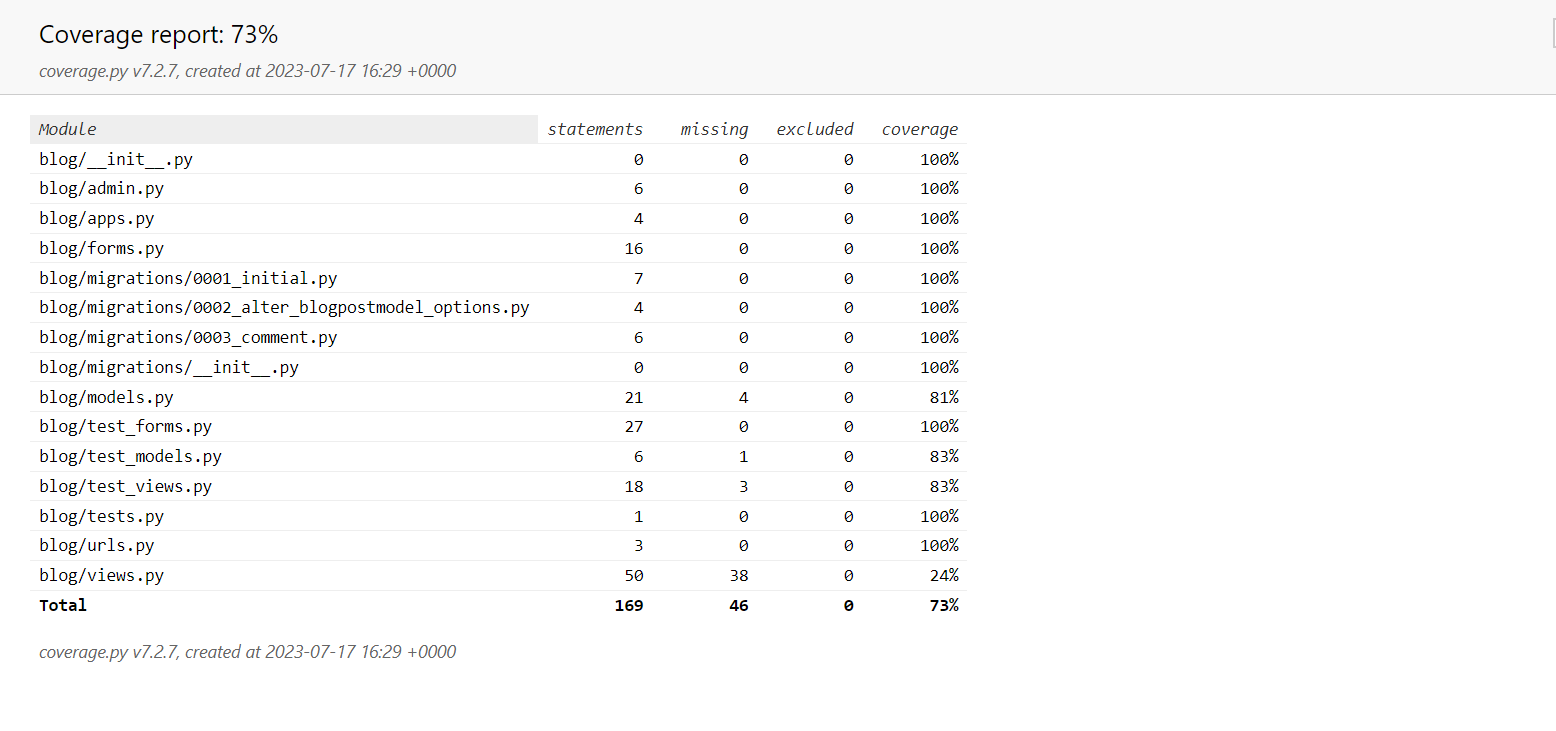 Coverage report: 73%
coverage.py v7.2.7, created at 2023-07-17 16:29 +0000
Module statements missing excluded coverage
blog/__init__.py 0 0 0 100%
blog/admin.py 6 0 0 100%
blog/apps.py 4 0 0 100%
blog/forms.py 16 0 0 100%
blog/migrations/0001_initial.py 7 0 0 100%
blog/migrations/0002_alter_blogpostmodel_options.py 4 0 0 100%
blog/migrations/0003_comment.py 6 0 0 100%
blog/migrations/__init__.py 0 0 0 100%
blog/models.py 21 4 0 81%
blog/test_forms.py 27 0 0 100%
blog/test_models.py 6 1 0 83%
blog/test_views.py 18 3 0 83%
blog/tests.py 1 0 0 100%
blog/urls.py 3 0 0 100%
blog/views.py 50 38 0 24%
Total 169 46 0 73%
coverage.py v7.2.7, created at 2023-07-17 16:29 +0000